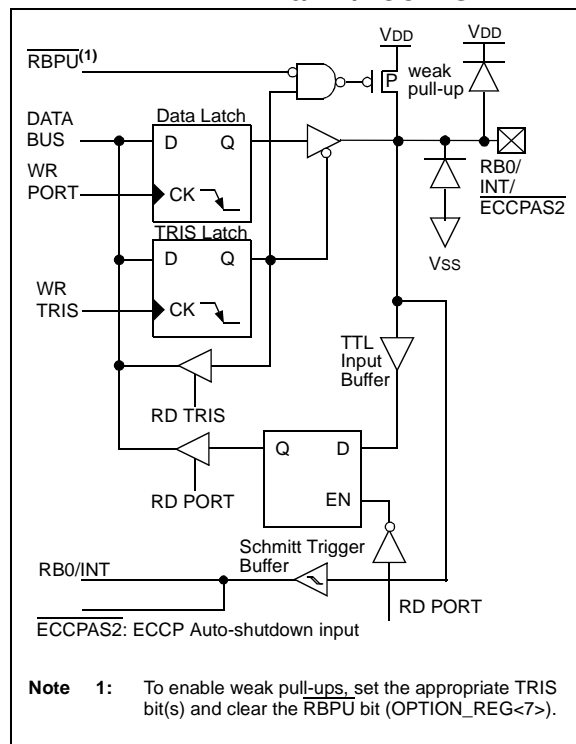 VDD
VDD
RBPU(1)
P
weak
pull-up
DATA
BUS
Data Latch
D
Q
WR
PORT
CK
RB0/
INT/
ECCPAS2
TRIS Latch
D
Q
VSS
WR
TRIS
CK
TTL
Input
Buffer
RD TRIS
Q
D
RD PORT
EN
Schmitt Trigger
Buffer
RB0/INT
RD PORT
ECCPAS2: ECCP Auto-shutdown input
Note 1: To enable weak pull-ups, set the appropriate TRIS
bit(s) and clear the RBPU bit (OPTION_REG<7>).